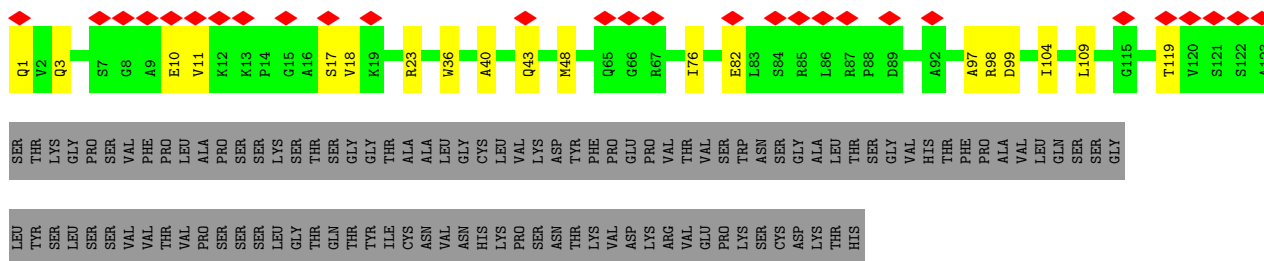 Q1 V2 Q3 S7 G8 A9 E10 V11 K12 K13 P14 G15 A16 S17 V18 K19 R23 W36 A40 Q43 M48 Q65 G66 R67 I76 E82 L83 S84 R85 L86 R87 P88 D89 A92 A97 R98 D99 I104 L109 G115 T119 V120 S121 S122 A123
SER THR LYS GLY PRO SER VAL PHE PRO LEU ALA PRO SER SER LYS SER THR SER GLY GLY THR ALA ALA LEU GLY CYS LEU VAL LYS ASP TYR PHE PRO GLU PRO VAL THR VAL SER TRP ASN SER GLY ALA LEU THR SER GLY VAL HIS THR PHE PRO ALA VAL LEU GLN SER SER GLY
LEU TYR SER LEU SER SER VAL VAL THR VAL PRO SER SER SER LEU GLY THR GLN THR TYR ILE CYS ASN VAL ASN HIS LYS PRO SER ASN THR LYS VAL ASP LYS ARG VAL GLU PRO LYS SER CYS ASP LYS THR HIS